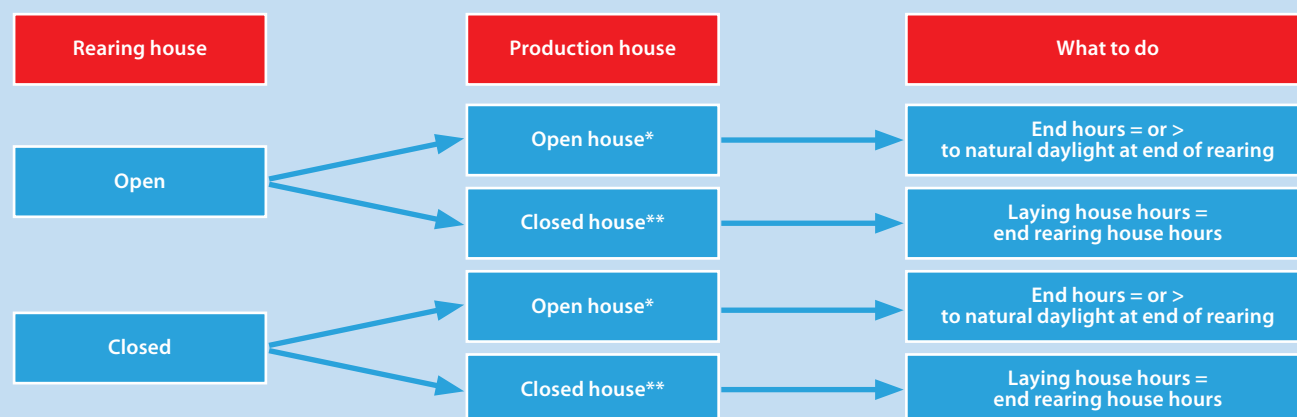 Rearing house
Production house
What to do
Open
Open house*
End hours = or >
to natural daylight at end of rearing
Closed house**
Laying house hours =
end rearing house hours
Closed
Open house*
End hours = or >
to natural daylight at end of rearing
Closed house**
Laying house hours =
end rearing house hours